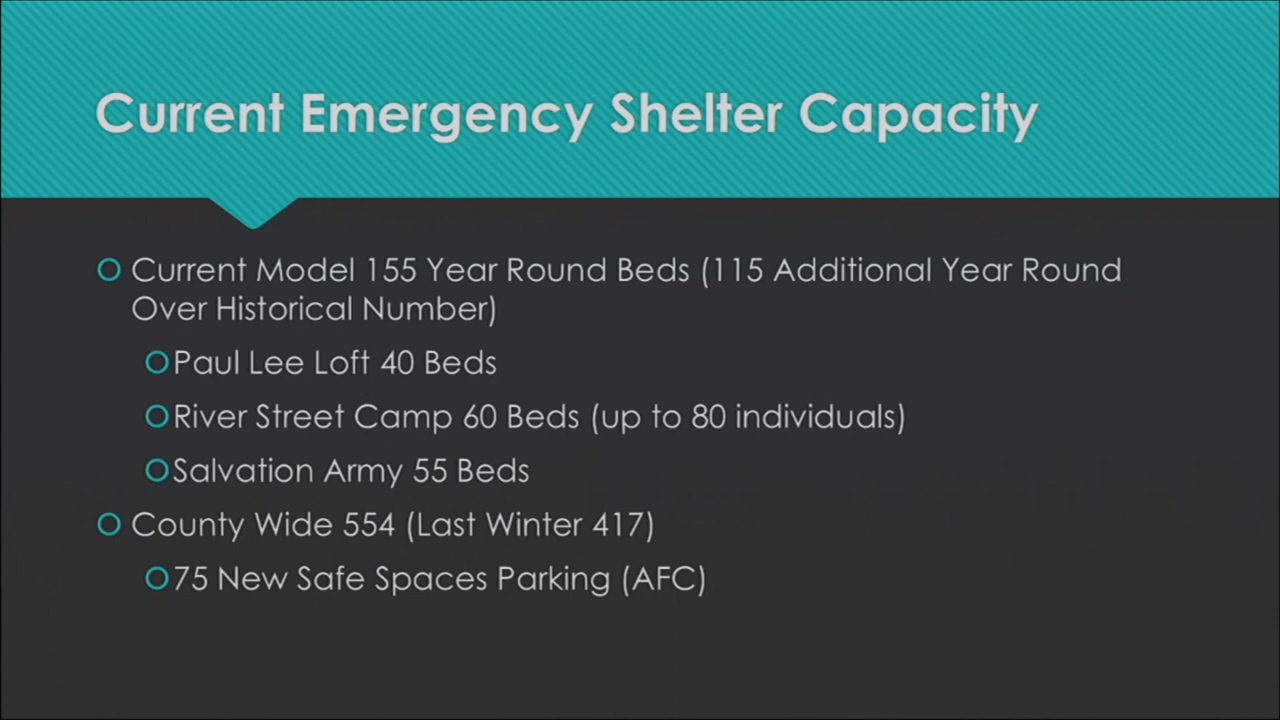 Current Emergency Shelter Capacity
Current Model 155 Year Round Beds (115 Additional Year Round
Over Historical Number)
Paul Lee Loft 40 Beds
River Street Camp 60 Beds (up to 80 individuals)
Salvation Army 55 Beds
County Wide 554 (Last Winter 417)
75 New Safe Spaces Parking (AFC)